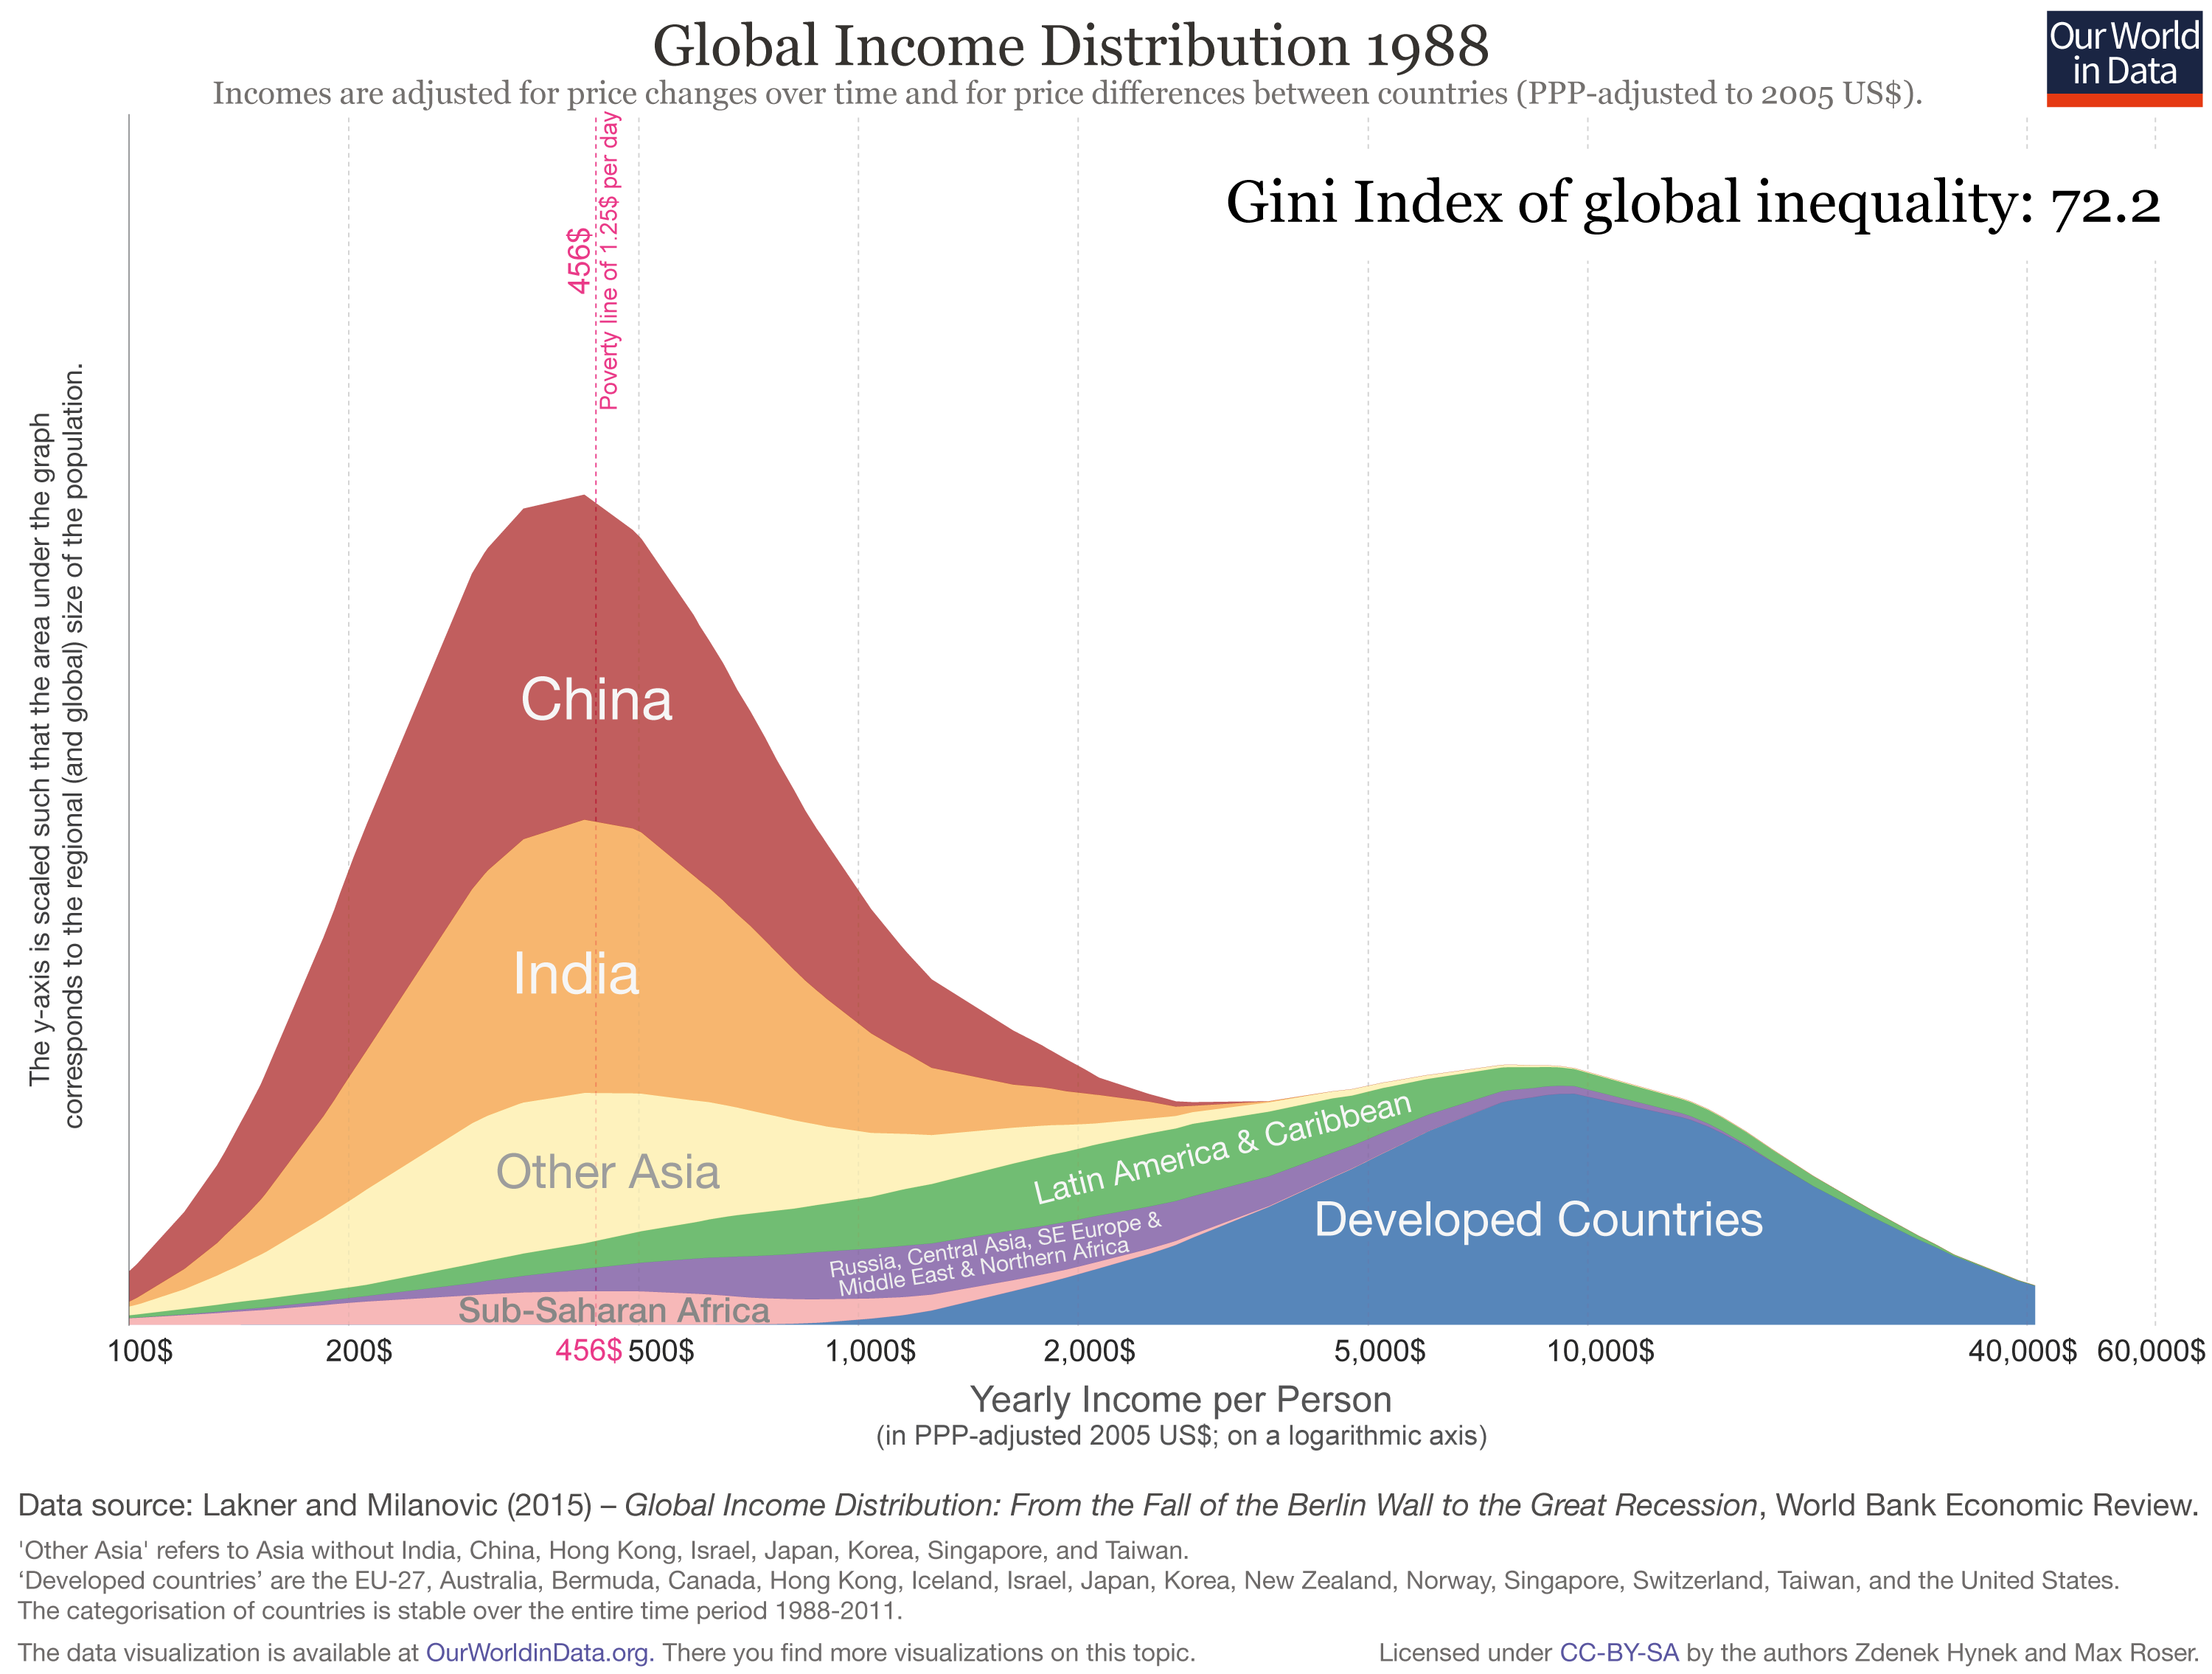 Global Income Distribution 1988
Our World
in Data
Incomes are adjusted for price changes over time and for price differences between countries (PPP-adjusted to 2005 US$).
Gini Index of global inequality: 72.2
456$
Poverty line of 1.25$ per day
The y-axis is scaled such that the area under the graph
corresponds to the regional (and global) size of the population.
China
India
Other Asia
Latin America & Caribbean
Russia, Central Asia, SE Europe &
Middle East & Northern Africa
Sub-Saharan Africa
Developed Countries
100$ 200$ 456$ 500$ 1,000$ 2,000$ 5,000$ 10,000$ 40,000$ 60,000$
Yearly Income per Person
(in PPP-adjusted 2005 US$; on a logarithmic axis)
Data source: Lakner and Milanovic (2015) – Global Income Distribution: From the Fall of the Berlin Wall to the Great Recession, World Bank Economic Review.
'Other Asia' refers to Asia without India, China, Hong Kong, Israel, Japan, Korea, Singapore, and Taiwan.
‘Developed countries’ are the EU-27, Australia, Bermuda, Canada, Hong Kong, Iceland, Israel, Japan, Korea, New Zealand, Norway, Singapore, Switzerland, Taiwan, and the United States.
The categorisation of countries is stable over the entire time period 1988-2011.
The data visualization is available at OurWorldinData.org. There you find more visualizations on this topic.
Licensed under CC-BY-SA by the authors Zdenek Hynek and Max Roser.